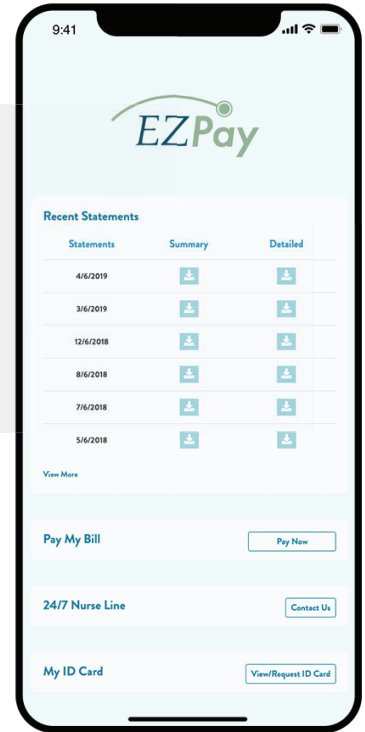 9:41
EZPay
Recent Statements
Statements Summary Detailed
4/6/2019
3/6/2019
12/6/2018
8/6/2018
7/6/2018
5/6/2018
View More
Pay My Bill Pay Now
24/7 Nurse Line Contact Us
My ID Card View/Request ID Card